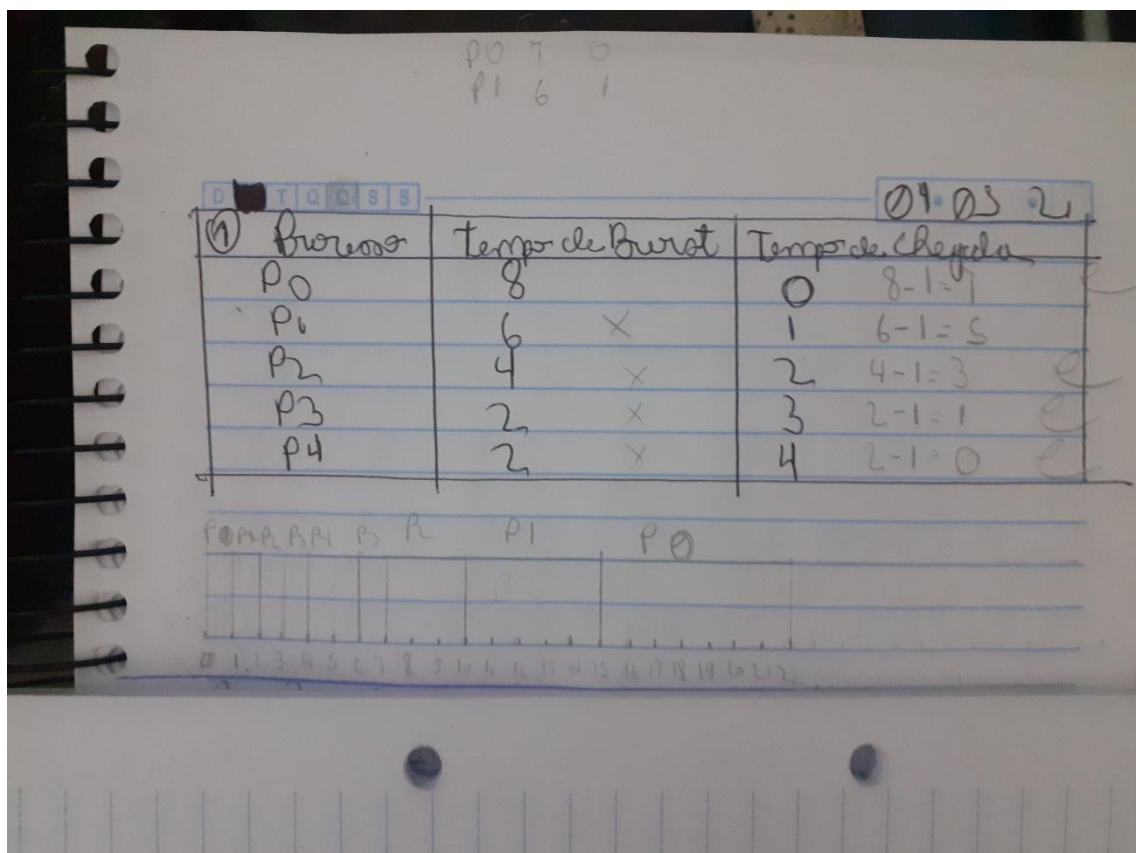 P0 7 0
P1 6 1
D T Q Q S S
① Processo Tempo de Burst Tempo de Chegada
P0 8 0 8-1=7
P1 6 X 1 6-1=5
P2 4 X 2 4-1=3
P3 2 X 3 2-1=1
P4 2 X 4 2-1=0
P0 P1 P2 P3 P4 P3 P2 P1 P0
0 1 2 3 4 5 6 7 8 9 10 11 12 13 14 15 16 17 18 19 20 21 22